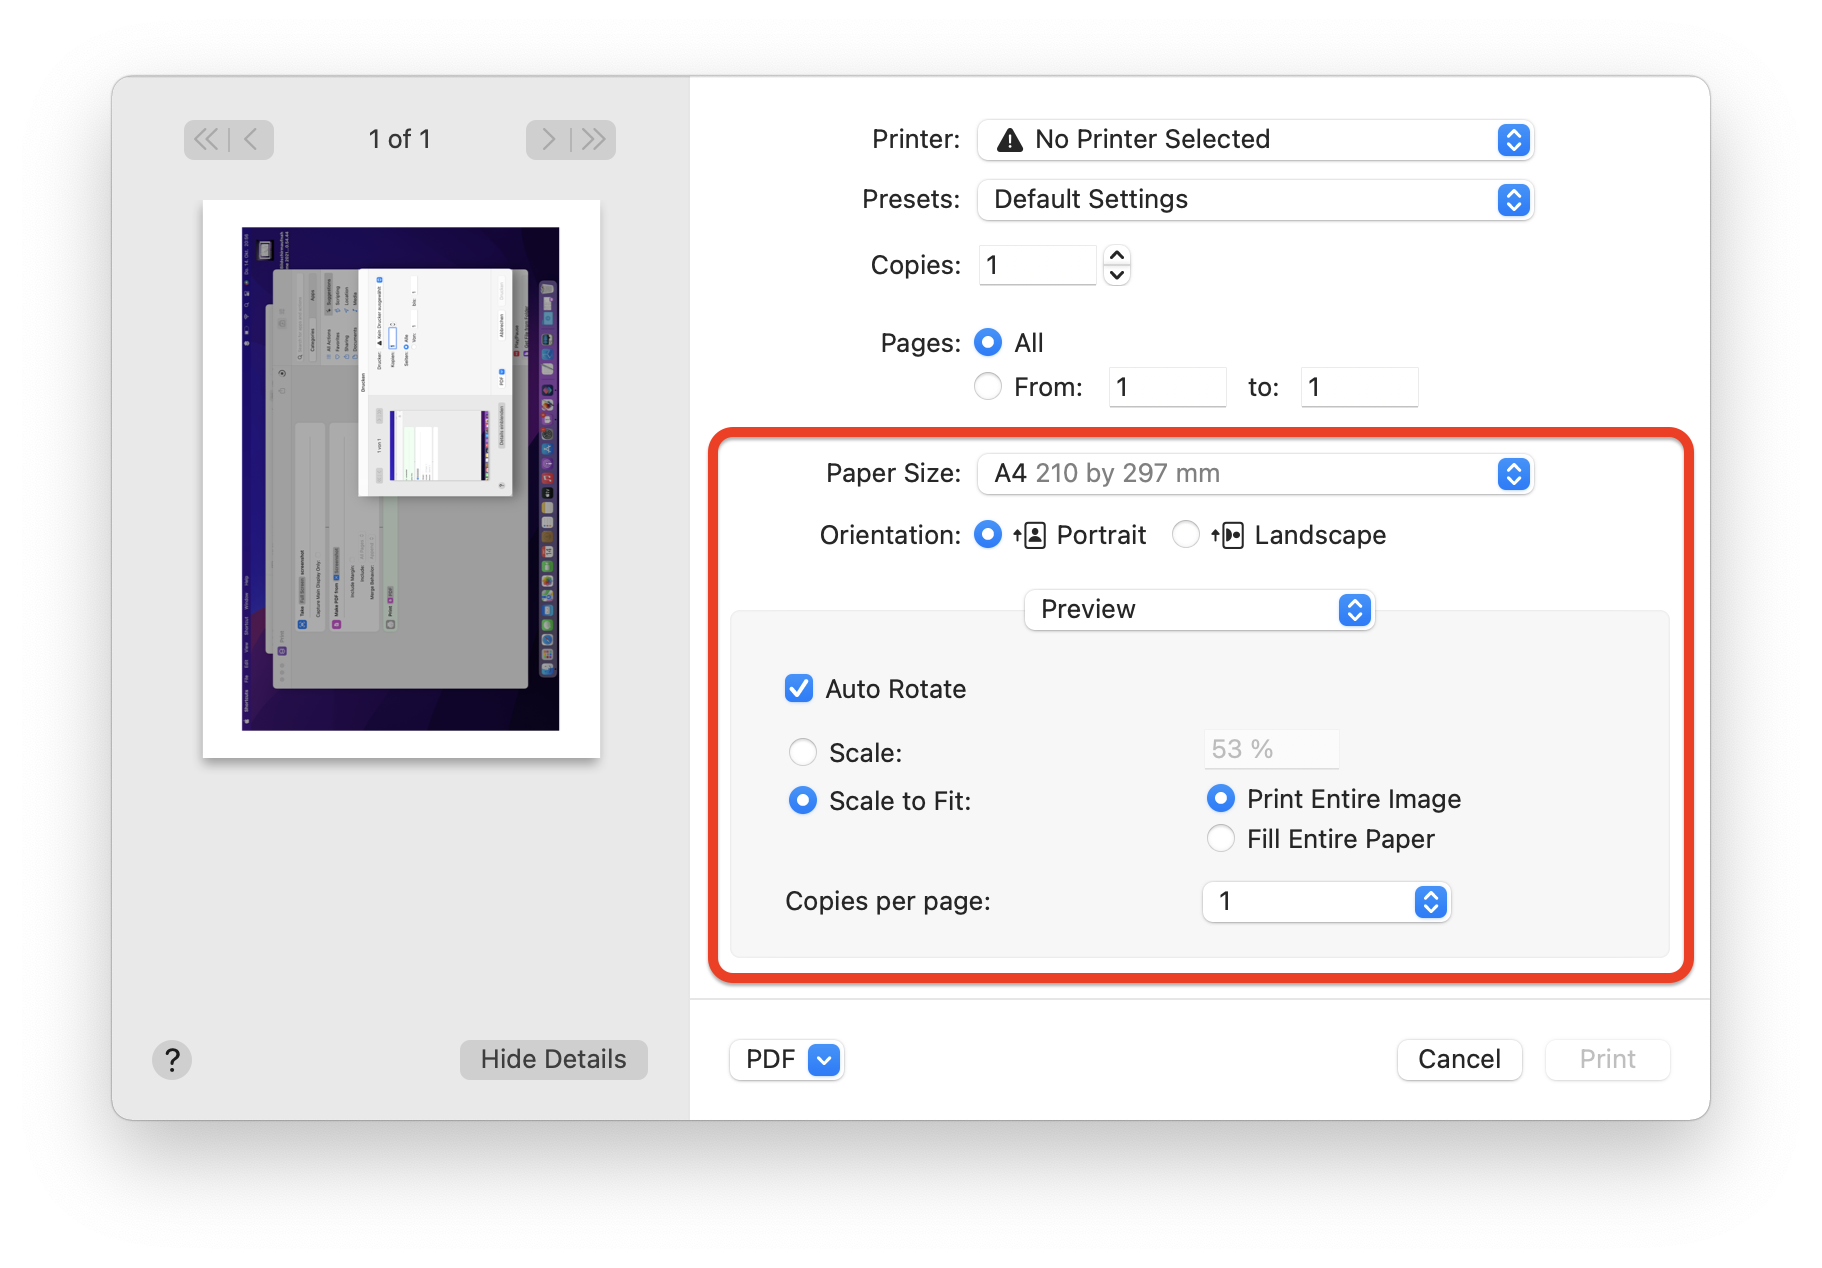 1 of 1
Printer: No Printer Selected
Presets: Default Settings
Copies: 1
Pages: All
From: 1 to: 1
Paper Size: A4 210 by 297 mm
Orientation: Portrait Landscape
Preview
Auto Rotate
Scale: 53 %
Scale to Fit: Print Entire Image
Fill Entire Paper
Copies per page: 1
? Hide Details PDF Cancel Print